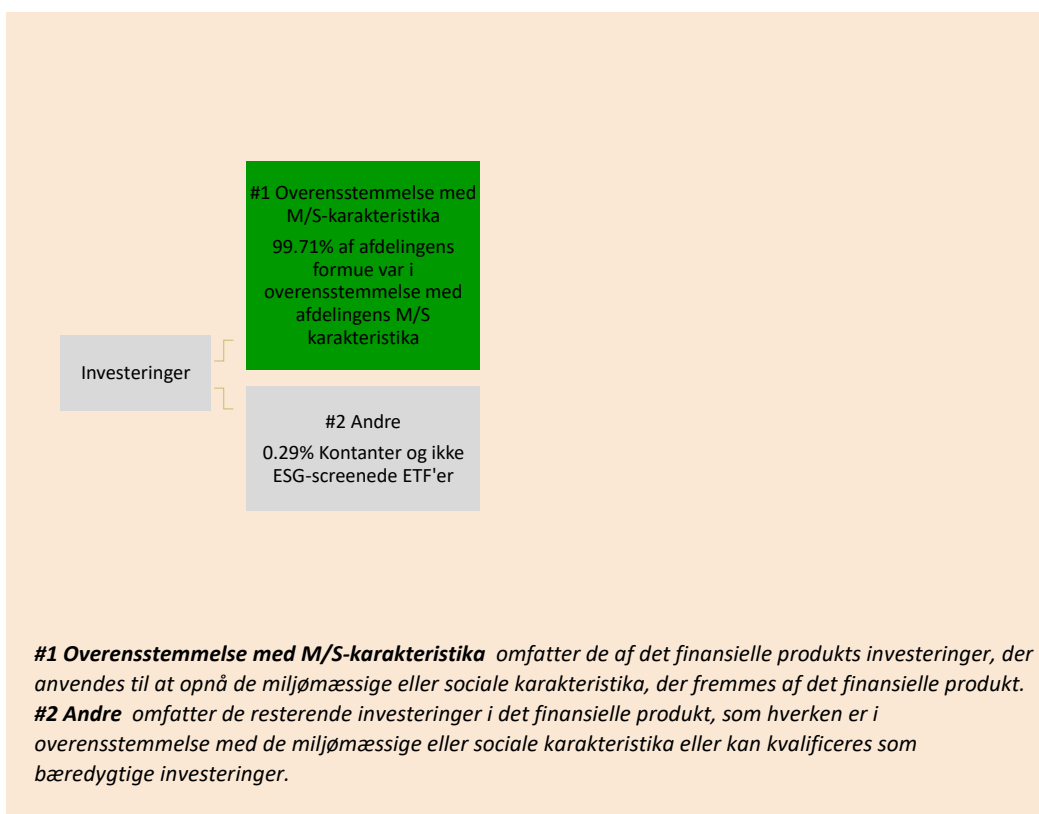 #1 Overensstemmelse med
M/S-karakteristika
99.71% af afdelingens
formue var i
overensstemmelse med
afdelingens M/S
karakteristika
Investeringer
#2 Andre
0.29% Kontanter og ikke
ESG-screenede ETF'er
#1 Overensstemmelse med M/S-karakteristika omfatter de af det finansielle produkts investeringer, der
anvendes til at opnå de miljømæssige eller sociale karakteristika, der fremmes af det finansielle produkt.
#2 Andre omfatter de resterende investeringer i det finansielle produkt, som hverken er i
overensstemmelse med de miljømæssige eller sociale karakteristika eller kan kvalificeres som
bæredygtige investeringer.